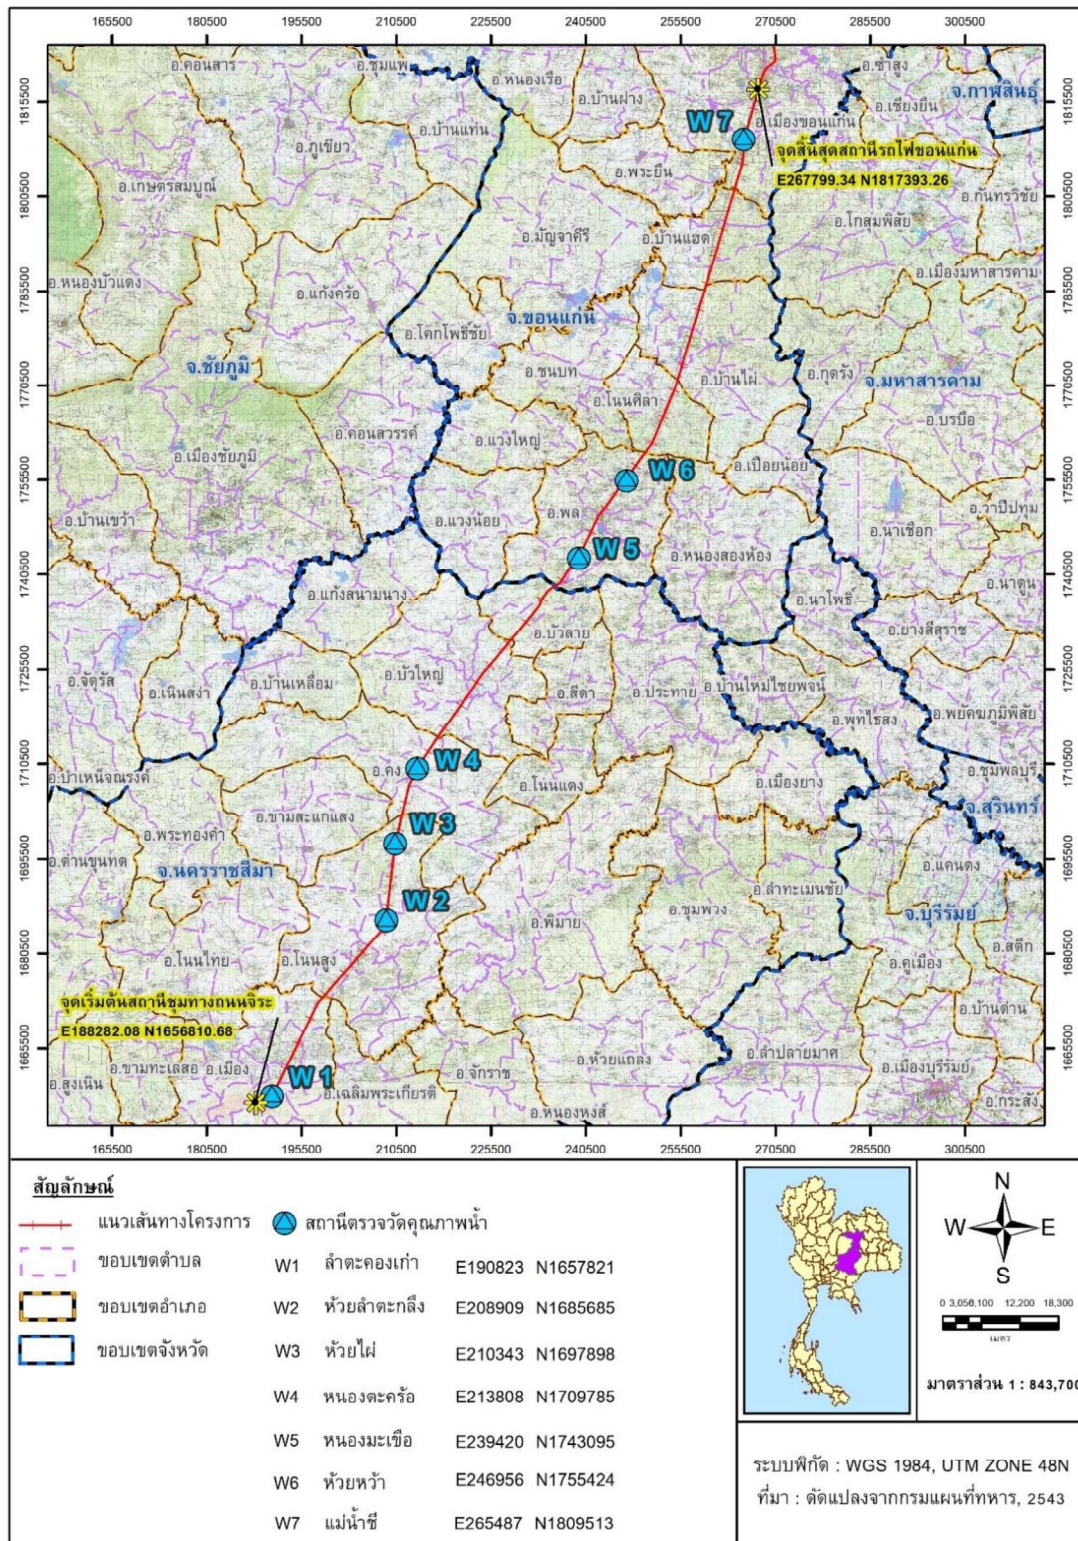 165500 180500 195500 210500 225500 240500 255500 270500 285500 300500
อ.คอนสาร
อ.ชุมแพ
อ.หนองเรือ
อ.ซำสูง
จ.กาฬสินธุ์
1815500
1815500
อ.บ้านฝาง
อ.เชียงยืน
W 7
อ.เมืองขอนแก่น
อ.บ้านแท่น
อ.ภูเขียว
จุดสิ้นสุดสถานีรถไฟขอนแก่น
อ.พระยืน
E267799.34 N1817393.26
อ.เกษตรสมบูรณ์
1800500
1800500
อ.กันทรวิชัย
อ.โกสุมพิสัย
อ.มัญจาคีรี
อ.บ้านแฮด
อ.เมืองมหาสารคาม
อ.หนองบัวแดง
1785500
1785500
อ.แก้งคร้อ
จ.ขอนแก่น
อ.โคกโพธิ์ชัย
จ.ชัยภูมิ
อ.ชนบท
อ.บ้านไผ่
อ.กุดรัง
จ.มหาสารคาม
1770500
1770500
อ.โนนศิลา
อ.บรบือ
อ.คอนสวรรค์
อ.แวงใหญ่
อ.เมืองชัยภูมิ
อ.เปือยน้อย
W 6
1755500
1755500
อ.วาปีปทุม
อ.บ้านเขว้า
อ.แวงน้อย
อ.พล
อ.นาเชือก
W 5
อ.หนองสองห้อง
1740500
1740500
อ.นาดูน
อ.แก้งสนามนาง
อ.นาโพธิ์
อ.บัวลาย
อ.ยางสีสุราช
1725500
1725500
อ.จัตุรัส
อ.เนินสง่า
อ.บ้านเหลื่อม
อ.บัวใหญ่
อ.สีดา
อ.ประทาย
อ.บ้านใหม่ไชยพจน์
อ.พยัคฆภูมิพิสัย
อ.พุทไธสง
1710500
1710500
อ.บำเหน็จณรงค์
อ.คง
W 4
อ.โนนแดง
อ.เมืองยาง
อ.ชุมพลบุรี
จ.สุรินทร์
อ.ขามสะแกแสง
W 3
อ.พระทองคำ
1695500
1695500
อ.ด่านขุนทด
จ.นครราชสีมา
อ.แคนดง
อ.ลำทะเมนชัย
W 2
อ.ชุมพวง
จ.บุรีรัมย์
อ.พิมาย
อ.สตึก
1680500
1680500
อ.โนนไทย
อ.โนนสูง
อ.คูเมือง
จุดเริ่มต้นสถานีชุมทางถนนจิระ
อ.บ้านด่าน
E188282.08 N1656810.68
1665500
1665500
อ.ห้วยแถลง
อ.ลำปลายมาศ
อ.สูงเนิน
อ.ขามทะเลสอ
อ.เมือง
W 1
อ.จักราช
อ.เมืองบุรีรัมย์
อ.เฉลิมพระเกียรติ
อ.กระสัง
อ.หนองหงส์
165500 180500 195500 210500 225500 240500 255500 270500 285500 300500
สัญลักษณ์
แนวเส้นทางโครงการ
ขอบเขตตำบล
ขอบเขตอำเภอ
ขอบเขตจังหวัด
สถานีตรวจวัดคุณภาพน้ำ
W1 ลำตะคองเก่า E190823 N1657821
W2 ห้วยลำตะกลึง E208909 N1685685
W3 ห้วยไผ่ E210343 N1697898
W4 หนองตะคร้อ E213808 N1709785
W5 หนองมะเขือ E239420 N1743095
W6 ห้วยหว้า E246956 N1755424
W7 แม่น้ำชี E265487 N1809513
N
W E
S
0 3,050 6,100 12,200 18,300
เมตร
มาตราส่วน 1 : 843,700
ระบบพิกัด : WGS 1984, UTM ZONE 48N
ที่มา : ดัดแปลงจากกรมแผนที่ทหาร, 2543